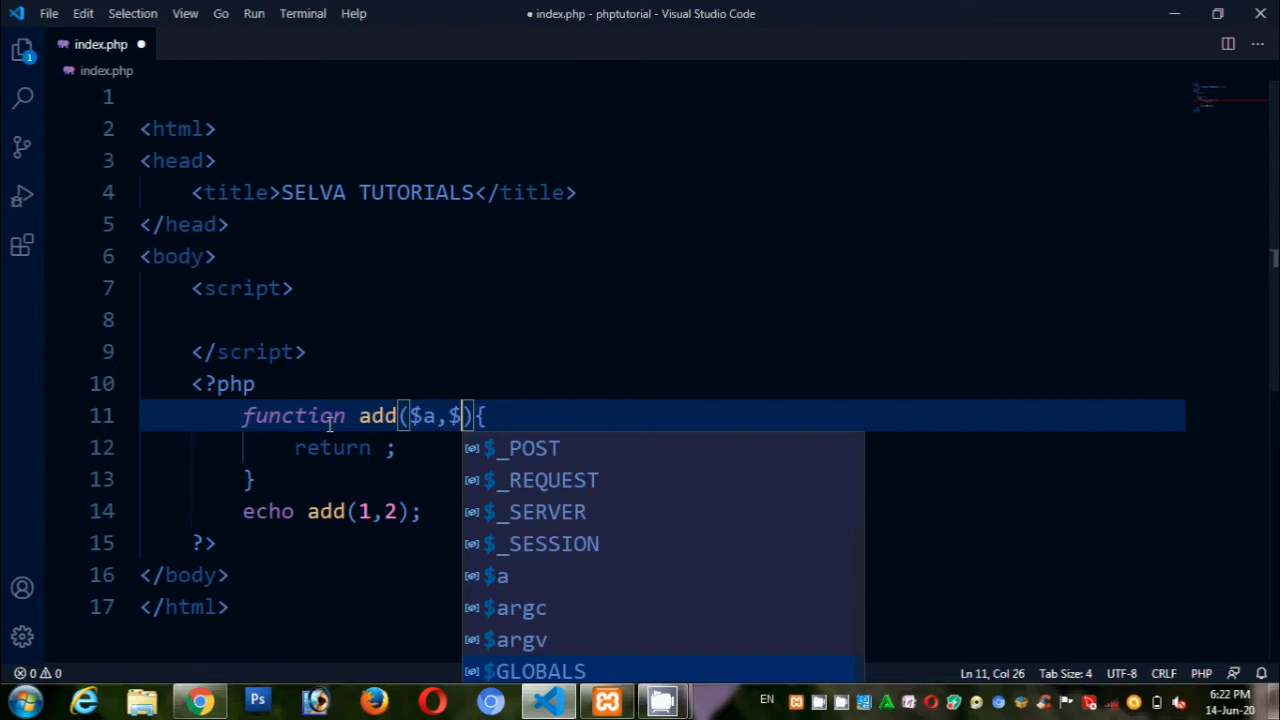 File Edit Selection View Go Run Terminal Help ● index.php - phptutorial - Visual Studio Code
index.php
index.php
1
2 <html>
3 <head>
4 <title>SELVA TUTORIALS</title>
5 </head>
6 <body>
7 <script>
8
9 </script>
10 <?php
11 function add($a,$){
12 return ;
13 }
14 echo add(1,2);
15 ?>
16 </body>
17 </html>
$_POST
$_REQUEST
$_SERVER
$_SESSION
$a
$argc
$argv
$GLOBALS
1
0 0 Ln 11, Col 26 Tab Size: 4 UTF-8 CRLF PHP
Ps EN 6:22 PM
14-Jun-20